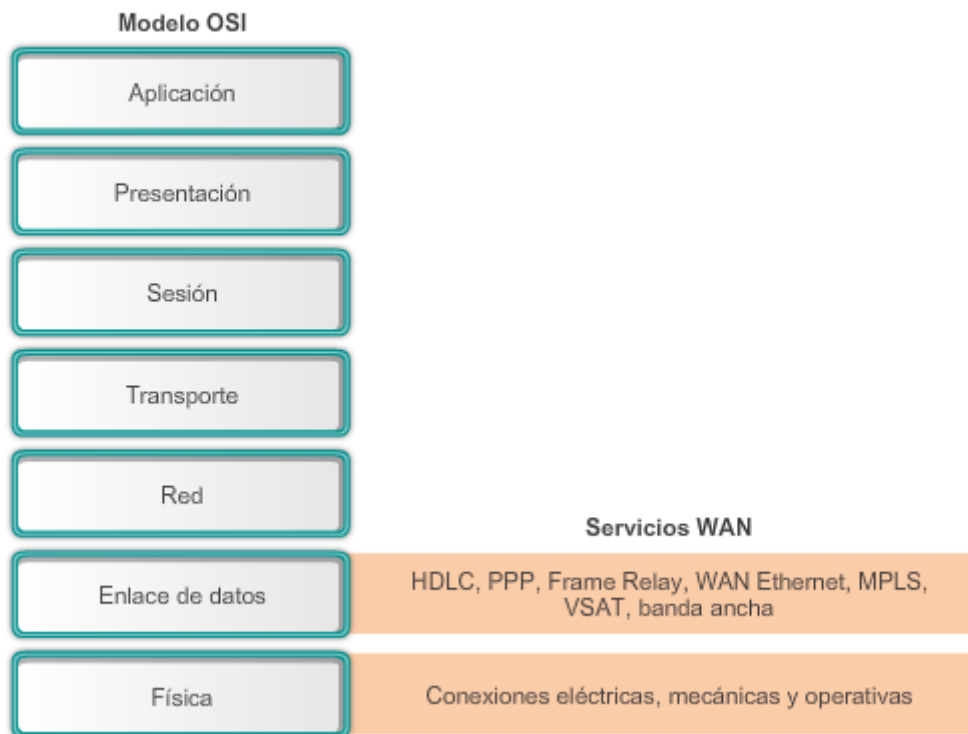 Modelo OSI
Aplicación
Presentación
Sesión
Transporte
Red
Servicios WAN
Enlace de datos
HDLC, PPP, Frame Relay, WAN Ethernet, MPLS,
VSAT, banda ancha
Física
Conexiones eléctricas, mecánicas y operativas